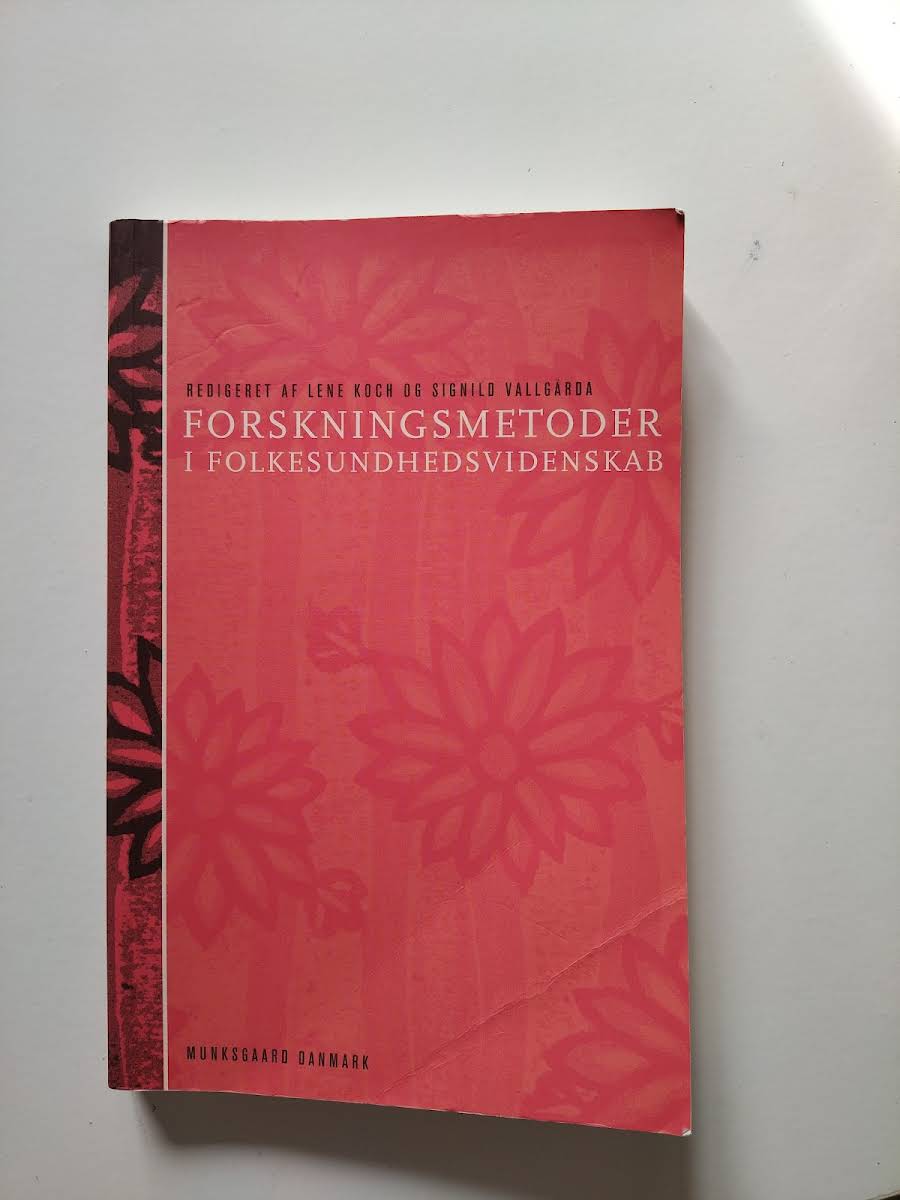 REDIGERET AF LENE KOCH OG SIGNILD VALLGÅRDA
FORSKNINGSMETODER
I FOLKESUNDHEDSVIDENSKAB
MUNKSGAARD DANMARK